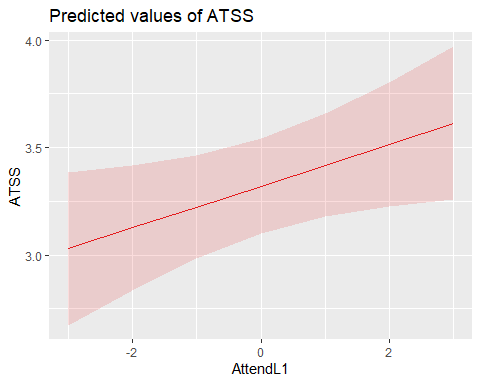 Predicted values of ATSS
4.0
3.5
3.0
ATSS
-2
0
2
AttendL1